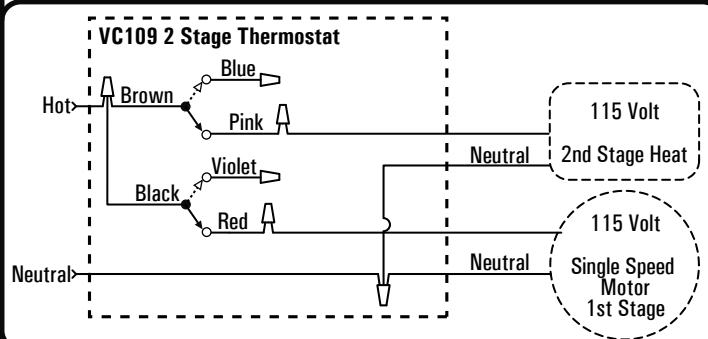 VC109 2 Stage Thermostat
Blue
Hot
Brown
115 Volt
Pink
Neutral
2nd Stage Heat
Violet
Black
Red
115 Volt
Neutral
Neutral
Single Speed
Motor
1st Stage